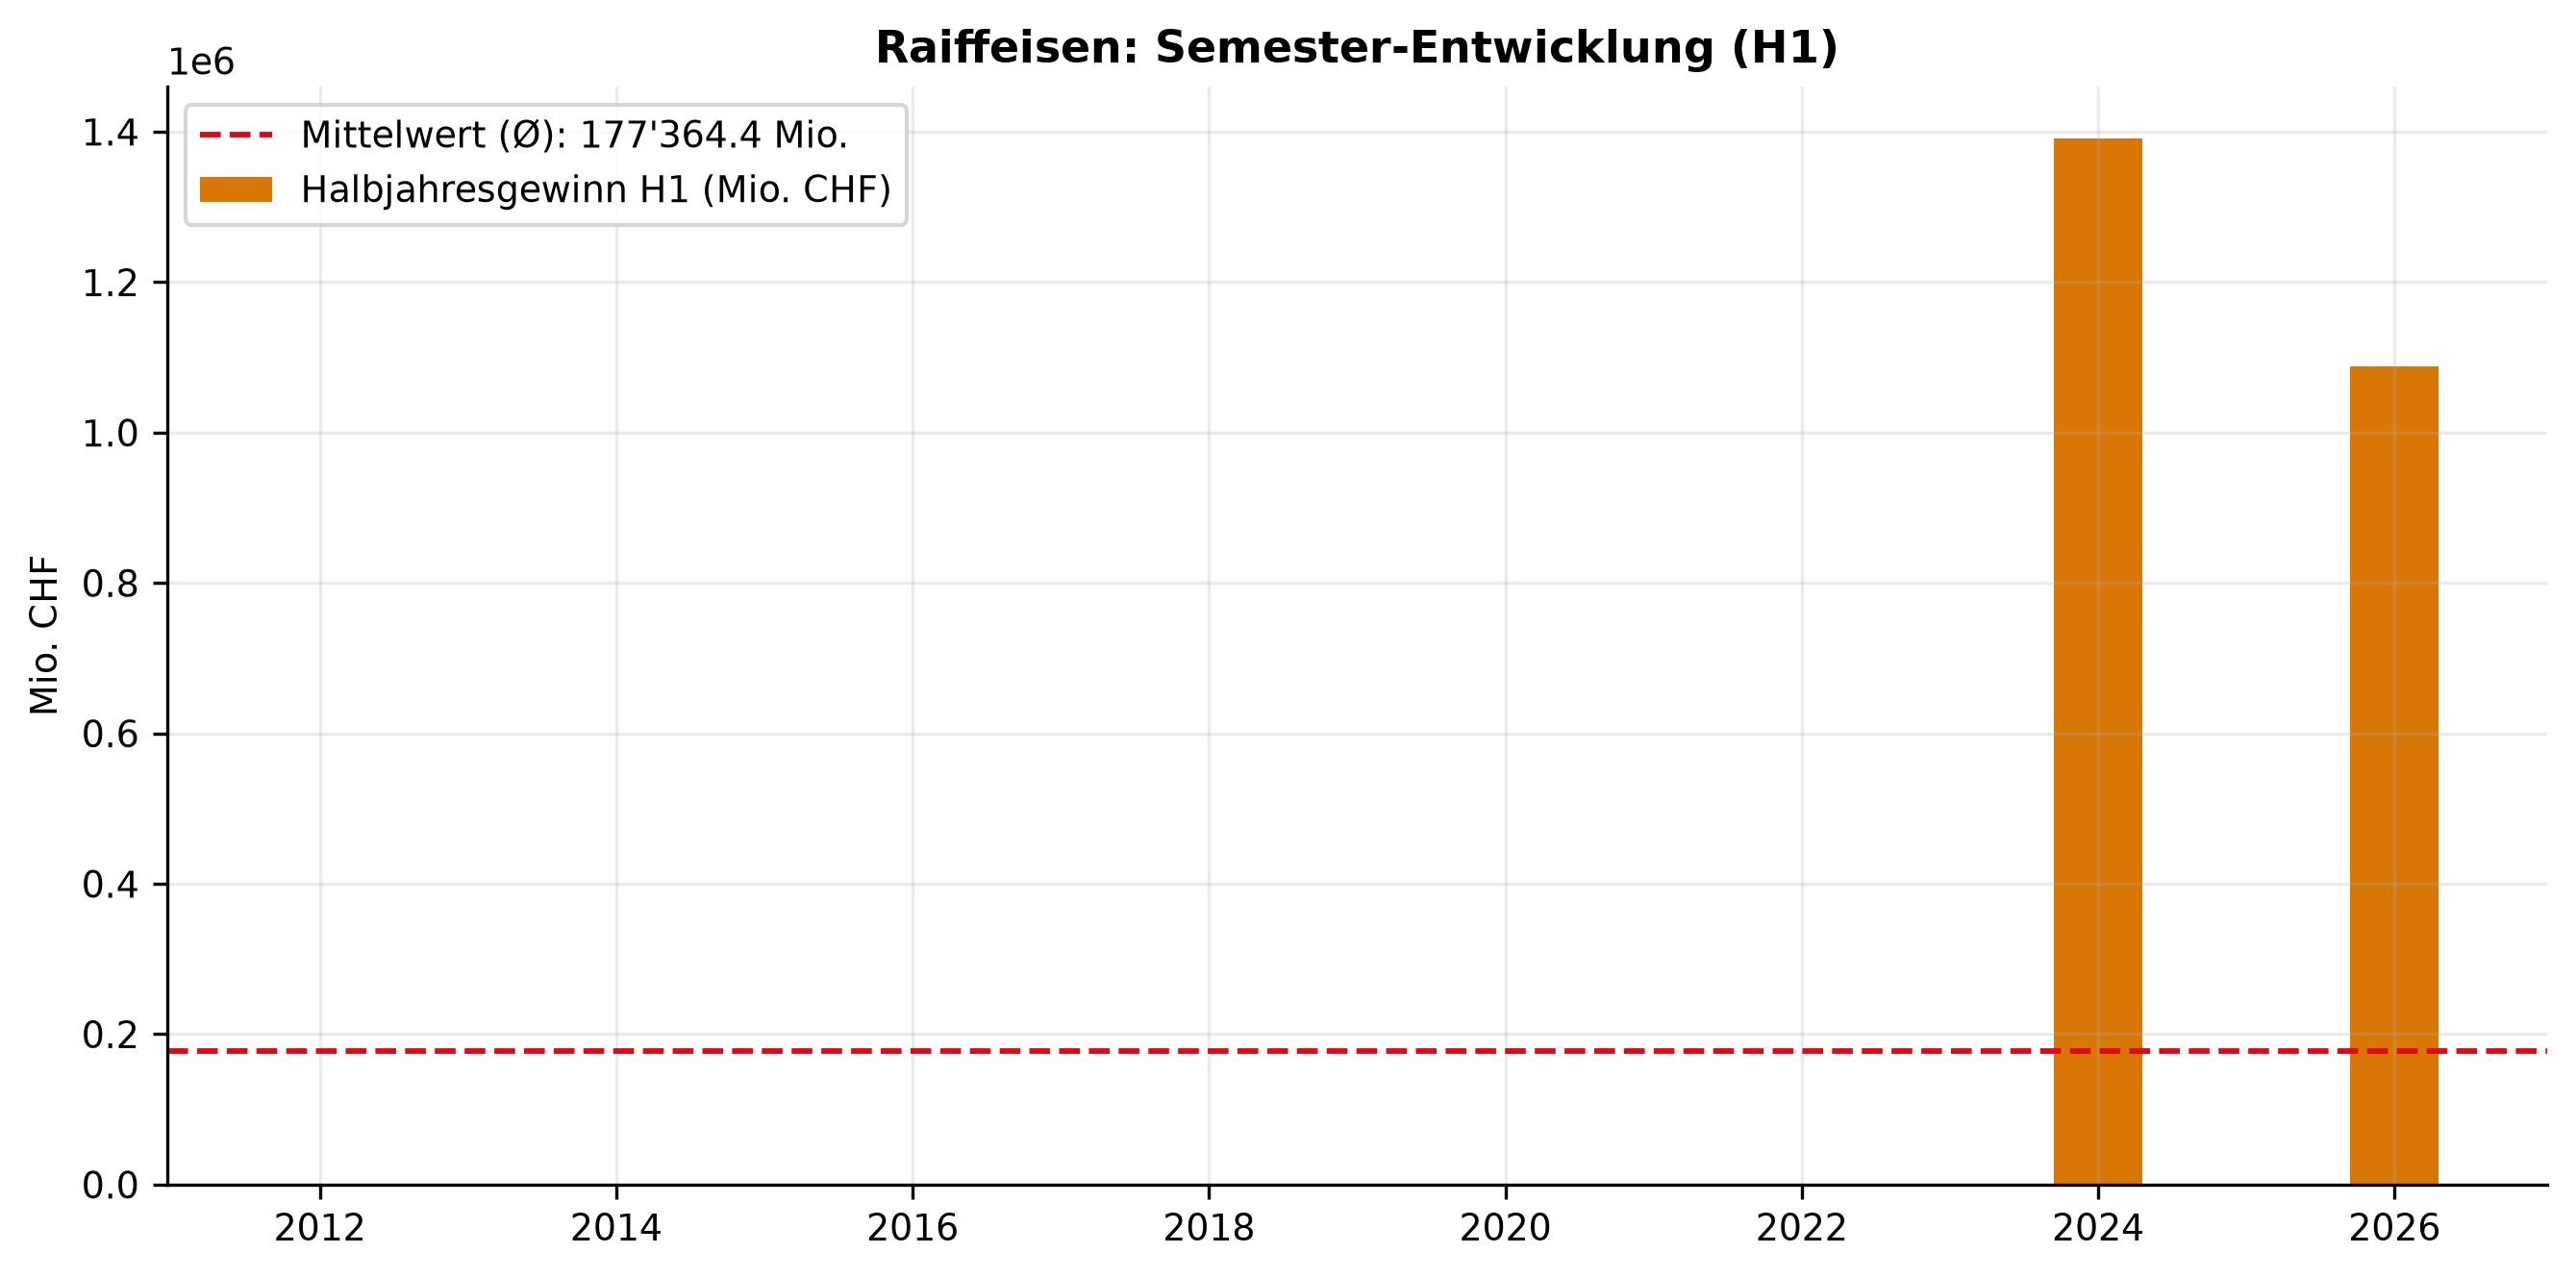 Raiffeisen: Semester-Entwicklung (H1)
1e6
Mittelwert (Ø): 177'364.4 Mio.
Halbjahresgewinn H1 (Mio. CHF)
Mio. CHF
1.4
1.2
1.0
0.8
0.6
0.4
0.2
0.0
2012 2014 2016 2018 2020 2022 2024 2026